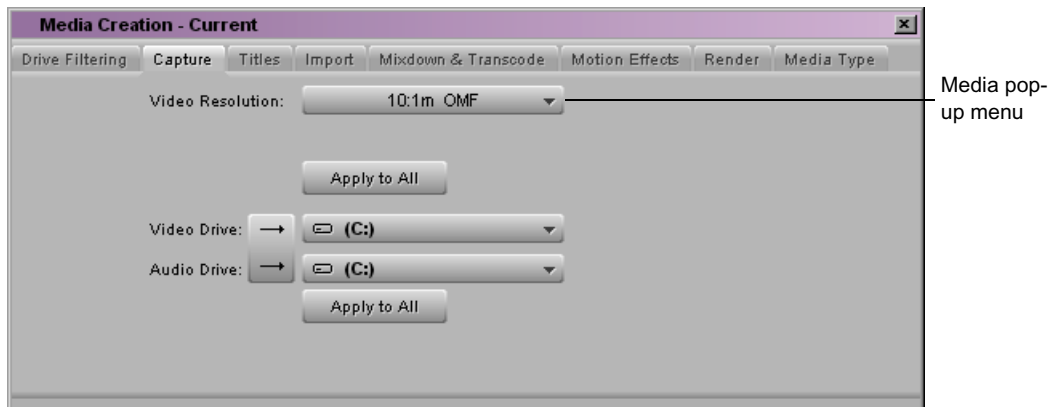 Media Creation - Current
Drive Filtering Capture Titles Import Mixdown & Transcode Motion Effects Render Media Type
Video Resolution: 10:1m OMF
Media pop-
up menu
Apply to All
Video Drive: (C:)
Audio Drive: (C:)
Apply to All